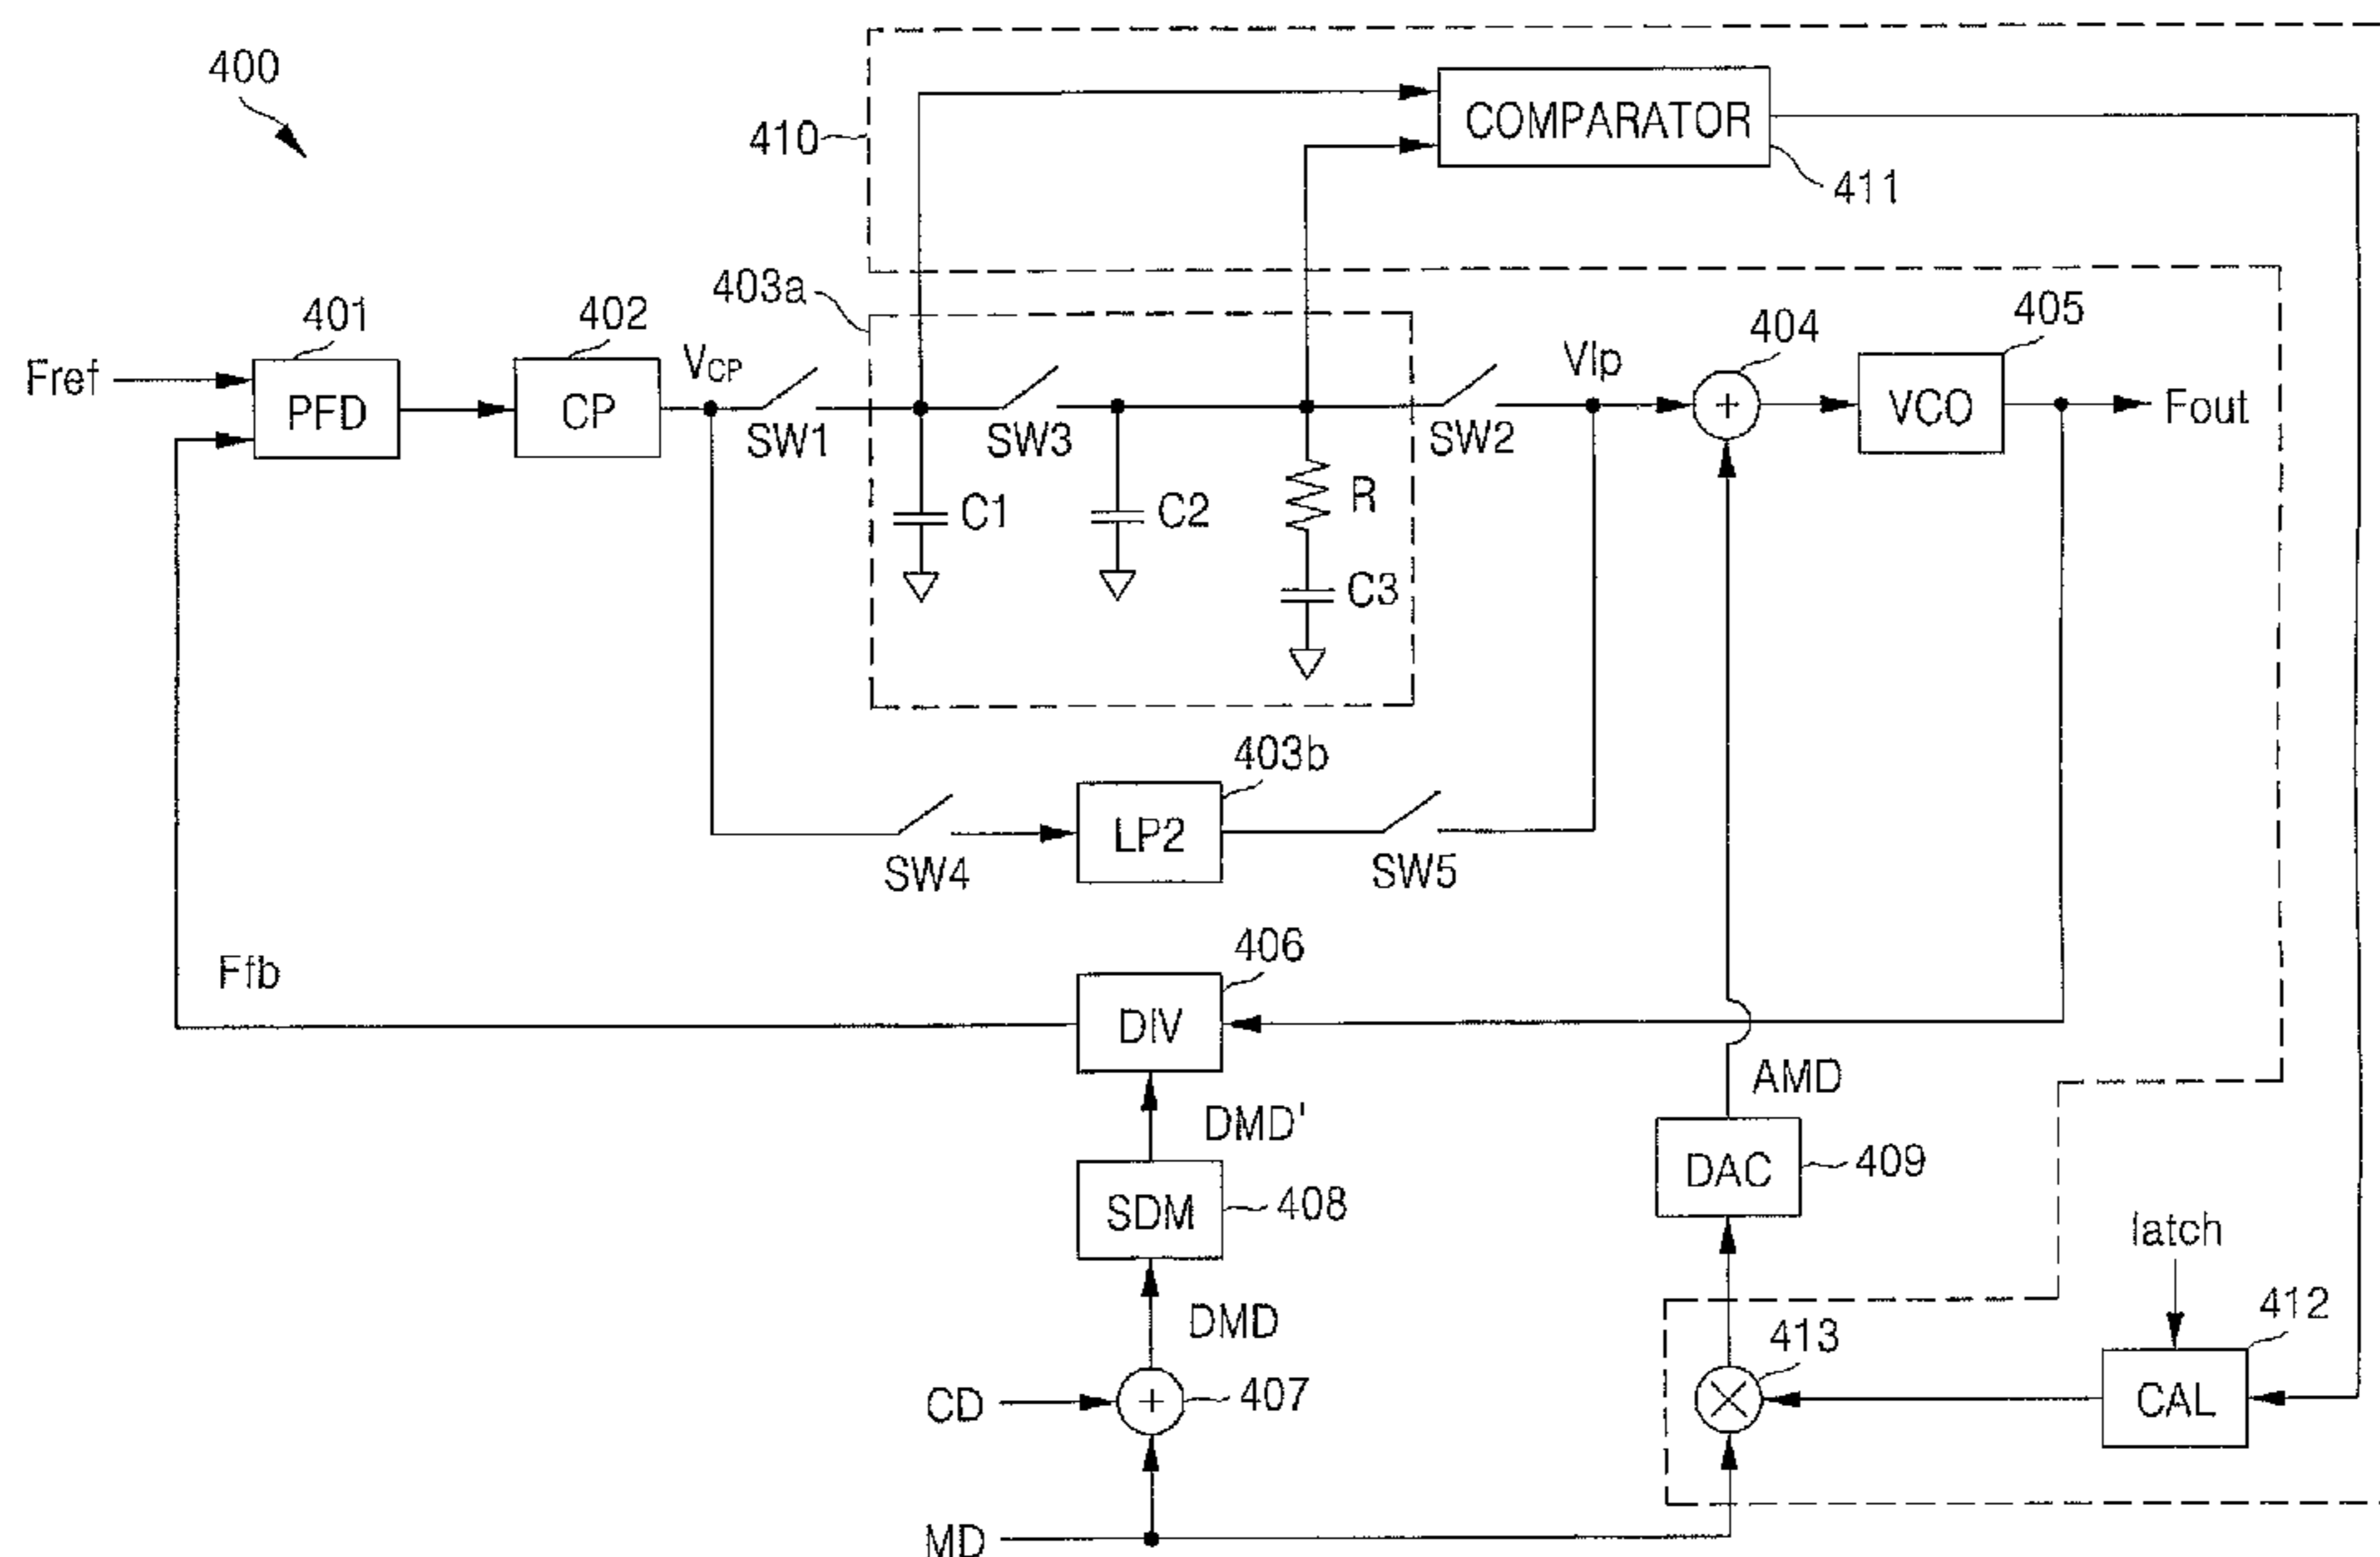 400
410
COMPARATOR
411
403a
401
402
404
405
Fref
PFD
CP
VCP
SW1
SW3
SW2
Vlp
+
VCO
Fout
C1
C2
R
C3
403b
SW4
LP2
SW5
Ffb
406
DIV
AMD
DMD'
DAC
409
SDM
408
latch
DMD
413
412
CD
+
407
CAL
MD